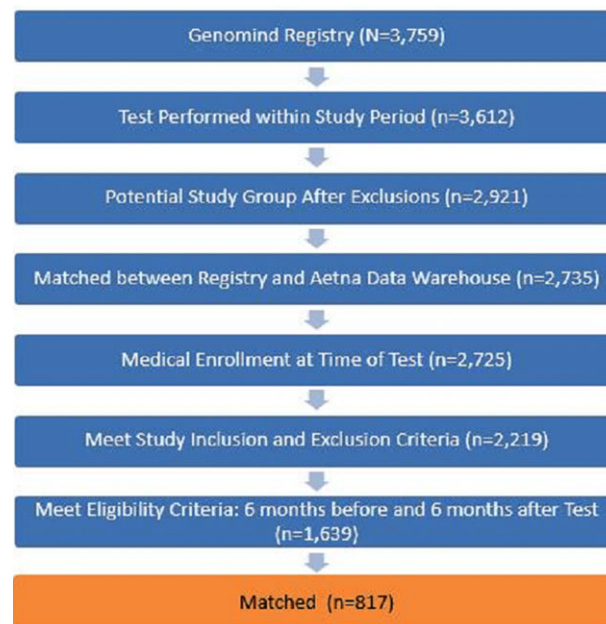 Genomind Registry (N=3,759)
Test Performed within Study Period (n=3,612)
Potential Study Group After Exclusions (n=2,921)
Matched between Registry and Aetna Data Warehouse (n=2,735)
Medical Enrollment at Time of Test (n=2,725)
Meet Study Inclusion and Exclusion Criteria (n=2,219)
Meet Eligibility Criteria: 6 months before and 6 months after Test
(n=1,639)
Matched (n=817)